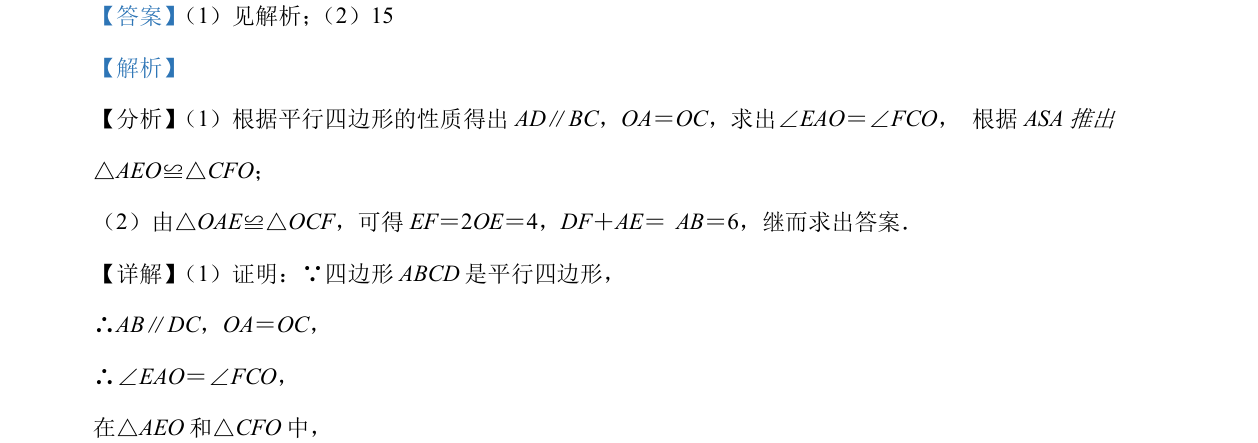 【答案】（1）见解析；（2）15
【解析】
【分析】（1）根据平行四边形的性质得出 AD∥BC，OA＝OC，求出∠EAO＝∠FCO， 根据 ASA 推出
△AEO≌△CFO；
（2）由△OAE≌△OCF，可得 EF＝2OE＝4，DF＋AE＝ AB＝6，继而求出答案．
【详解】（1）证明：∵四边形 ABCD 是平行四边形，
∴AB∥DC，OA＝OC，
∴∠EAO＝∠FCO，
在△AEO 和△CFO 中，